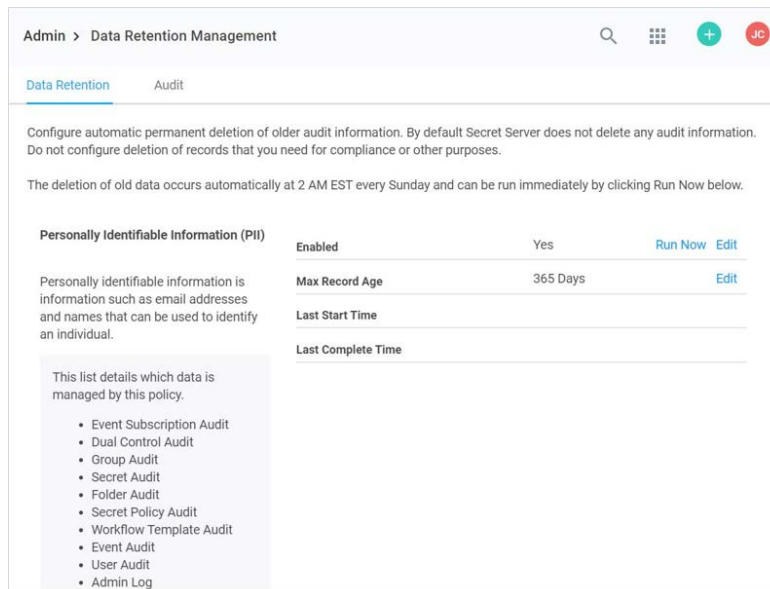 Admin > Data Retention Management
+
JC
Data Retention
Audit
Configure automatic permanent deletion of older audit information. By default Secret Server does not delete any audit information.
Do not configure deletion of records that you need for compliance or other purposes.
The deletion of old data occurs automatically at 2 AM EST every Sunday and can be run immediately by clicking Run Now below.
Personally Identifiable Information (PII)
Personally identifiable information is
information such as email addresses
and names that can be used to identify
an individual.
This list details which data is
managed by this policy.
• Event Subscription Audit
• Dual Control Audit
• Group Audit
• Secret Audit
• Folder Audit
• Secret Policy Audit
• Workflow Template Audit
• Event Audit
• User Audit
• Admin Log
Enabled Yes Run Now Edit
Max Record Age 365 Days Edit
Last Start Time
Last Complete Time